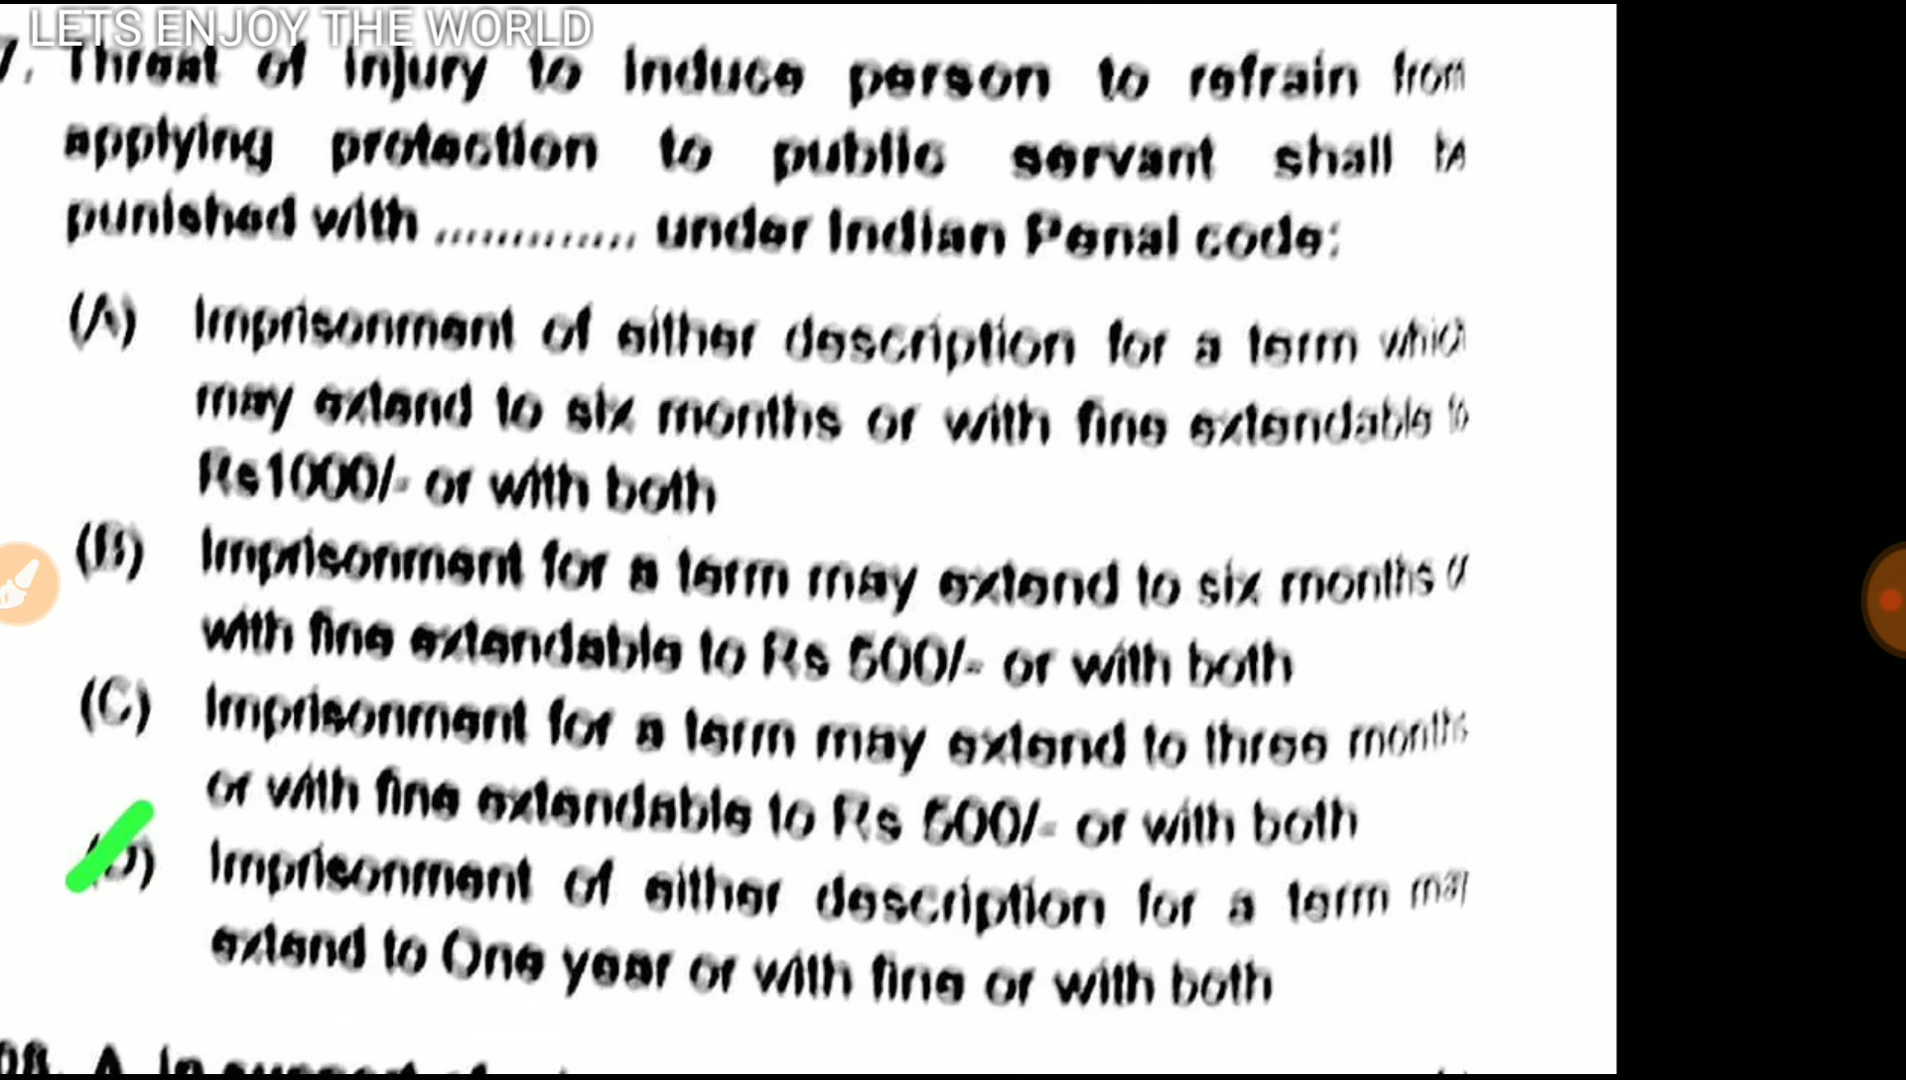 LETS ENJOY THE WORLD
7. Threat of injury to induce person to refrain from
applying protection to public servant shall be
punished with ............. under Indian Penal code:
(A) Imprisonment of either description for a term which
may extend to six months or with fine extendable to
Rs1000/- or with both
(B) Imprisonment for a term may extend to six months or
with fine extendable to Rs 500/- or with both
(C) Imprisonment for a term may extend to three months
or with fine extendable to Rs 500/- or with both
(D) Imprisonment of either description for a term may
extend to One year or with fine or with both
08. A